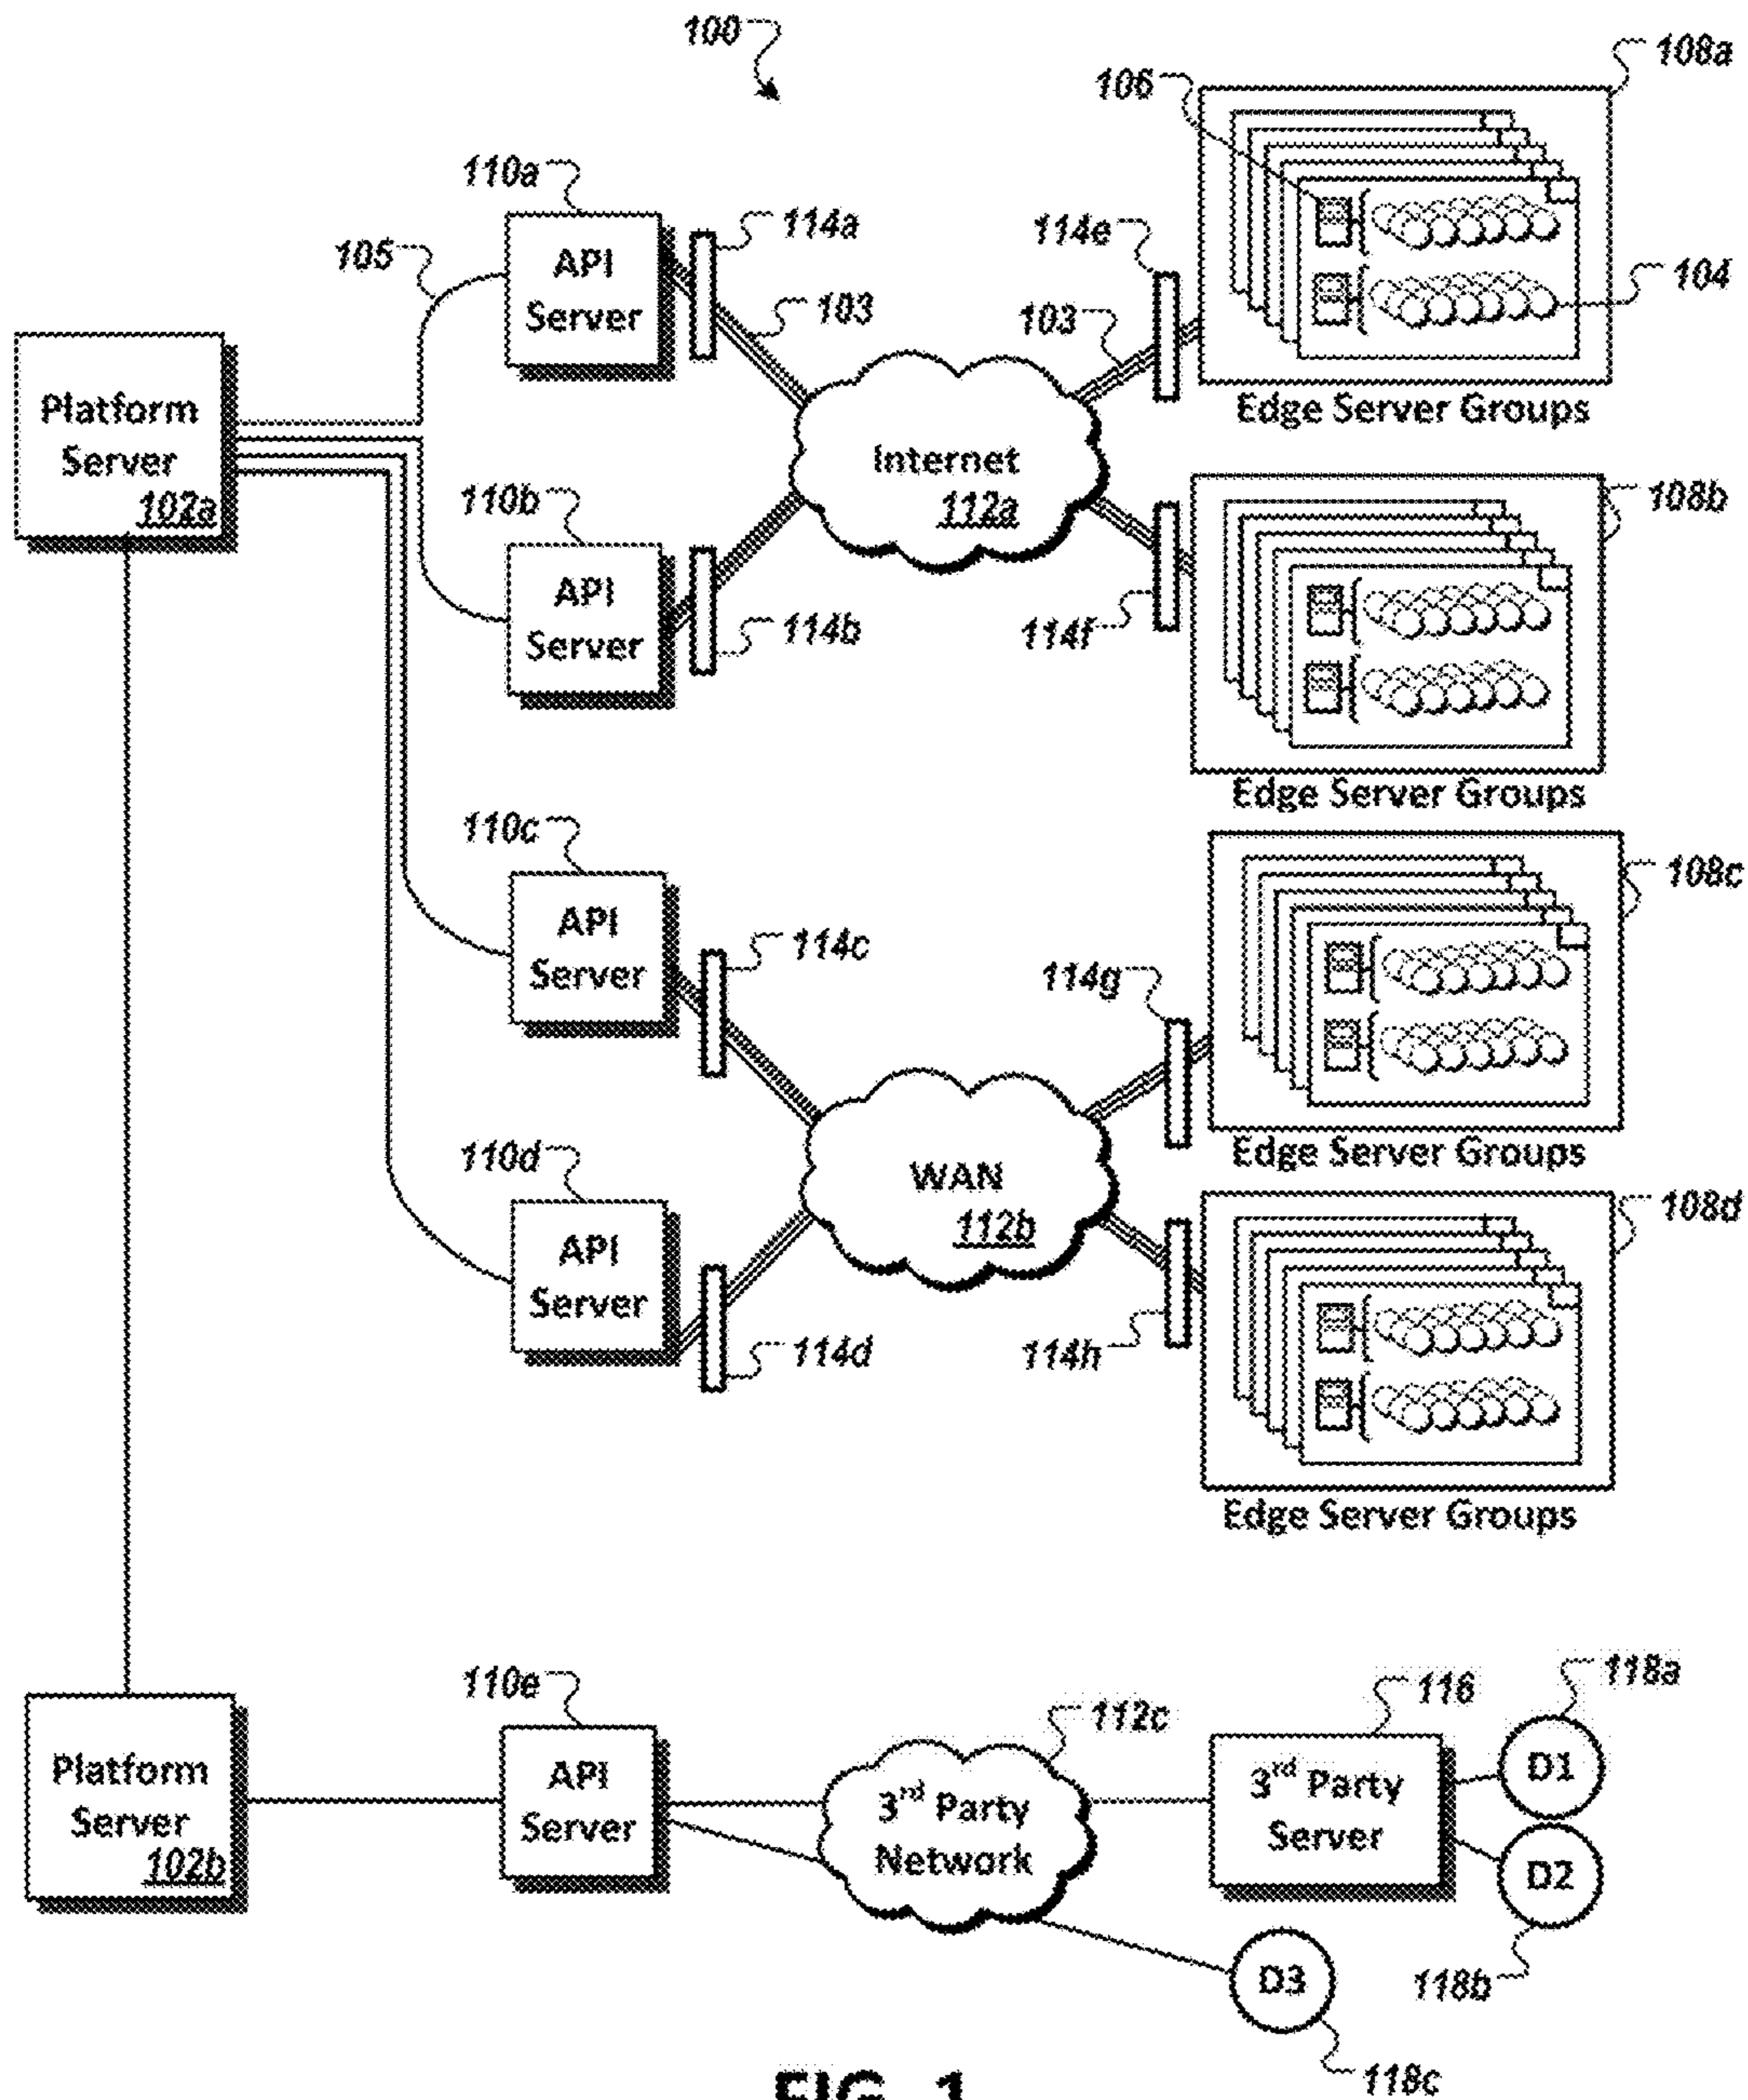 100
108a
106
110a
114a
114e
105
API
Server
103
103
104
Platform
Server
102a
Edge Server Groups
Internet
112a
110b
108b
API
Server
114b
114f
Edge Server Groups
110c
108c
API
Server
114c
114g
110d
Edge Server Groups
WAN
112b
108d
API
Server
114d
114h
Edge Server Groups
110e
112c
116
118a
Platform
Server
102b
API
Server
3rd Party
Network
3rd Party
Server
D1
D2
D3
118b
118c
FIG. 1